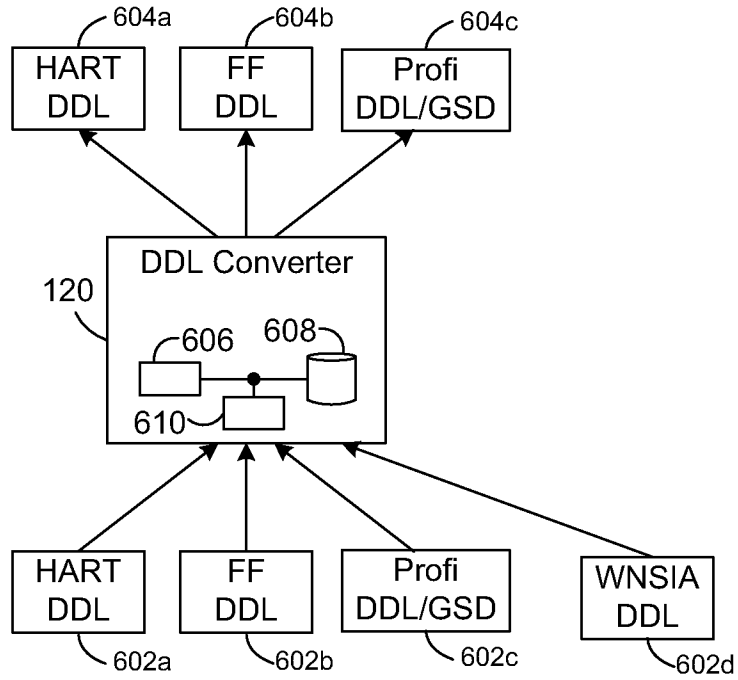 604a
604b
604c
HART
DDL
FF
DDL
Profi
DDL/GSD
DDL Converter
120
606
608
610
HART
DDL
FF
DDL
Profi
DDL/GSD
WNSIA
DDL
602a
602b
602c
602d